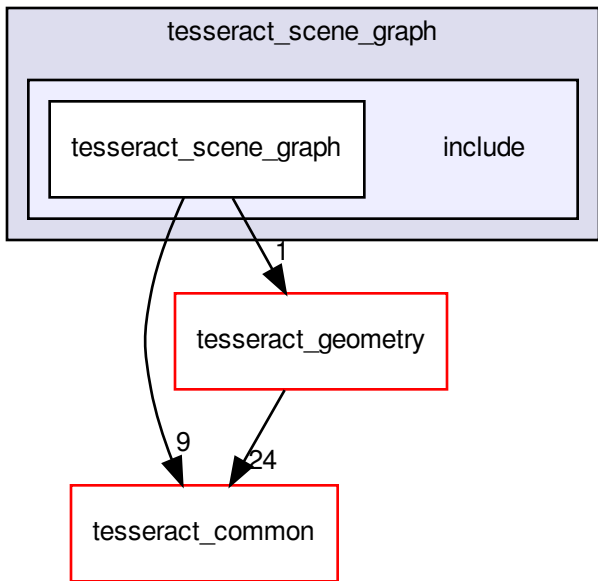 tesseract_scene_graph
tesseract_scene_graph
include
1
tesseract_geometry
9
24
tesseract_common